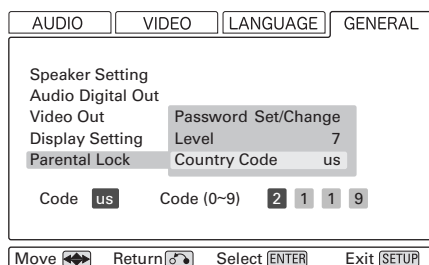 AUDIO VIDEO LANGUAGE GENERAL
Speaker Setting
Audio Digital Out
Video Out Password Set/Change
Display Setting Level 7
Parental Lock Country Code us
Code us Code (0~9) 2 1 1 9
Move Return Select ENTER Exit SETUP